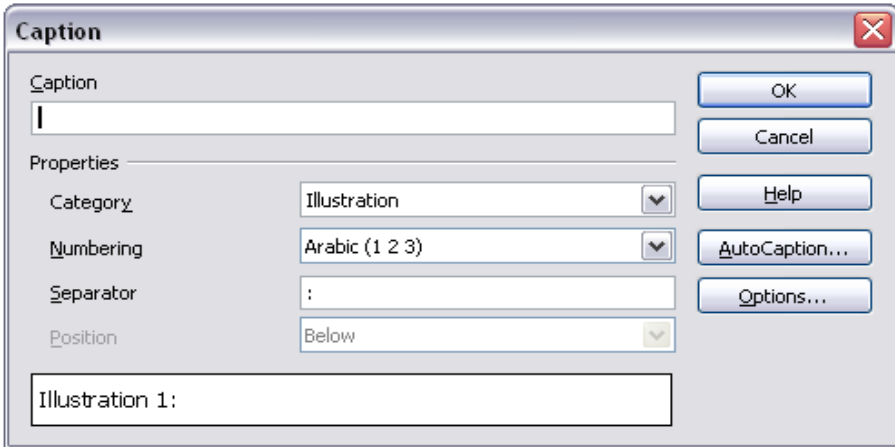 Caption
Caption
OK
Cancel
Properties
Category
Illustration
Help
Numbering
Arabic (1 2 3)
AutoCaption...
Separator
:
Options...
Position
Below
Illustration 1: